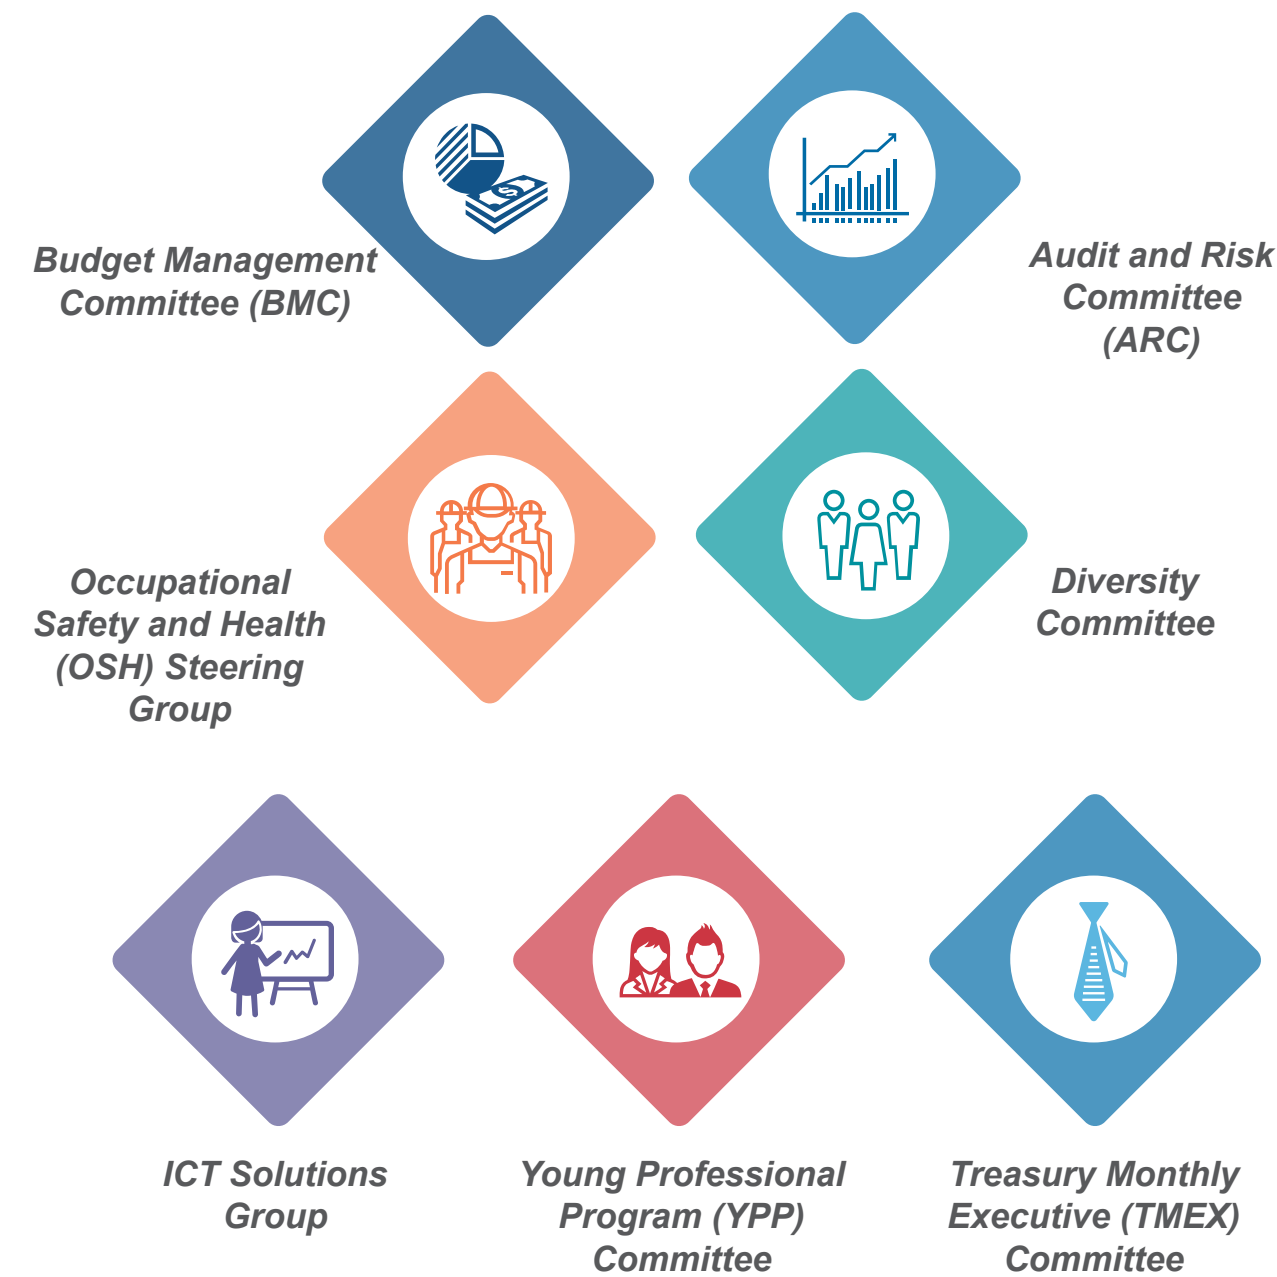 Budget Management
Committee (BMC)
Audit and Risk
Committee
(ARC)
Occupational
Safety and Health
(OSH) Steering
Group
Diversity
Committee
ICT Solutions
Group
Young Professional
Program (YPP)
Committee
Treasury Monthly
Executive (TMEX)
Committee